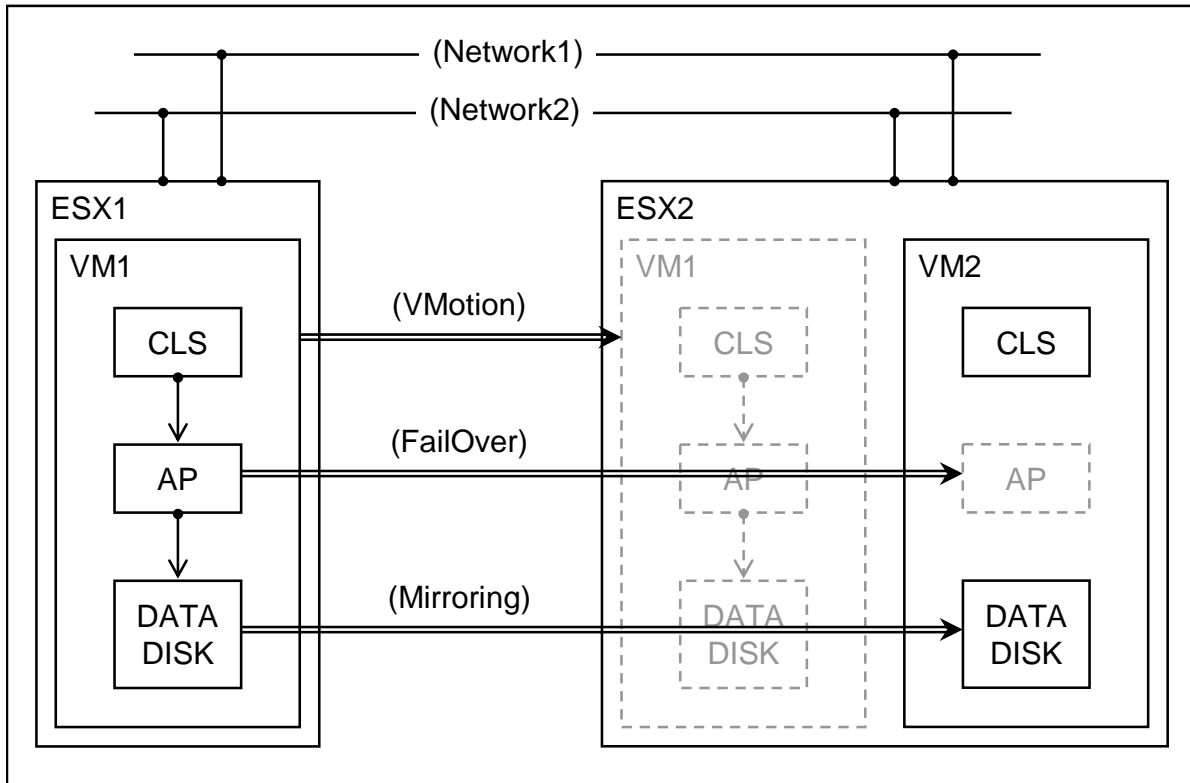 (Network1)
(Network2)
ESX1
ESX2
VM1
VM1
VM2
(VMotion)
CLS
CLS
CLS
(FailOver)
AP
AP
AP
(Mirroring)
DATA
DISK
DATA
DISK
DATA
DISK